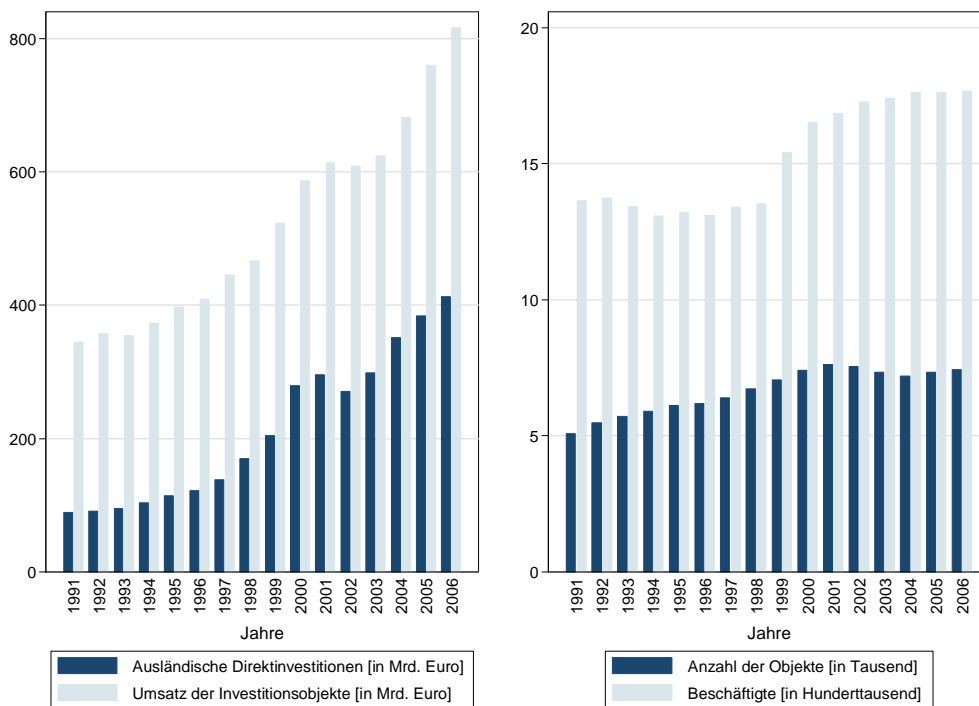 800
600
400
200
0
1991 1992 1993 1994 1995 1996 1997 1998 1999 2000 2001 2002 2003 2004 2005 2006
Jahre
Ausländische Direktinvestitionen [in Mrd. Euro]
Umsatz der Investitionsobjekte [in Mrd. Euro]
20
15
10
5
0
1991 1992 1993 1994 1995 1996 1997 1998 1999 2000 2001 2002 2003 2004 2005 2006
Jahre
Anzahl der Objekte [in Tausend]
Beschäftigte [in Hunderttausend]